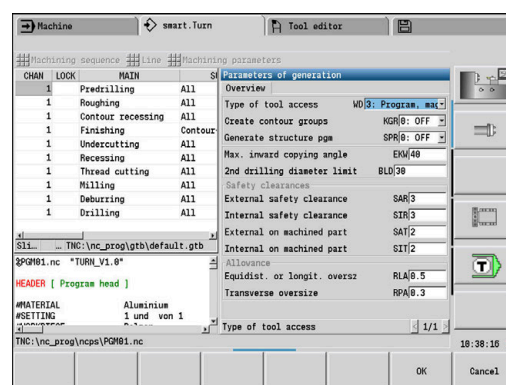 Machine
smart.Turn
Tool editor
Machining sequence Line Machining parameters
CHAN LOCK MAIN
1 Predrilling All
1 Roughing All
1 Contour recessing All
1 Finishing Contour
1 Undercutting All
1 Recessing All
1 Thread cutting All
1 Milling All
1 Deburring All
1 Drilling All
Sli… … TNC:\nc_prog\gtb\default.gtb
%PGM01.nc "TURN_V1.0"
HEADER [ Program head ]
#MATERIAL Aluminium
#SETTING 1 und von 1
TNC:\nc_prog\ncps\PGM01.nc
Parameters of generation
Overview
Type of tool access WD 3: Program, mac
Create contour groups KGR 0: OFF
Generate structure pgm SPR 0: OFF
Max. inward copying angle EKW 40
2nd drilling diameter limit BLD 30
Safety clearances
External safety clearance SAR 3
Internal safety clearance SIR 3
External on machined part SAT 2
Internal on machined part SIT 2
Allowance
Equidist. or longit. oversz RLA 0.5
Transverse oversize RPA 0.3
Type of tool access 1/1
T
10:38:16
OK
Cancel